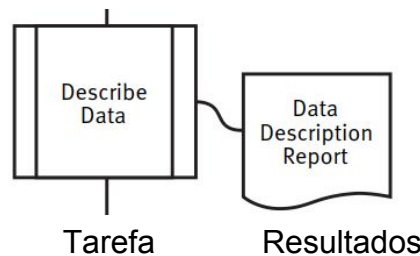 Describe
Data
Data
Description
Report
Tarefa
Resultados